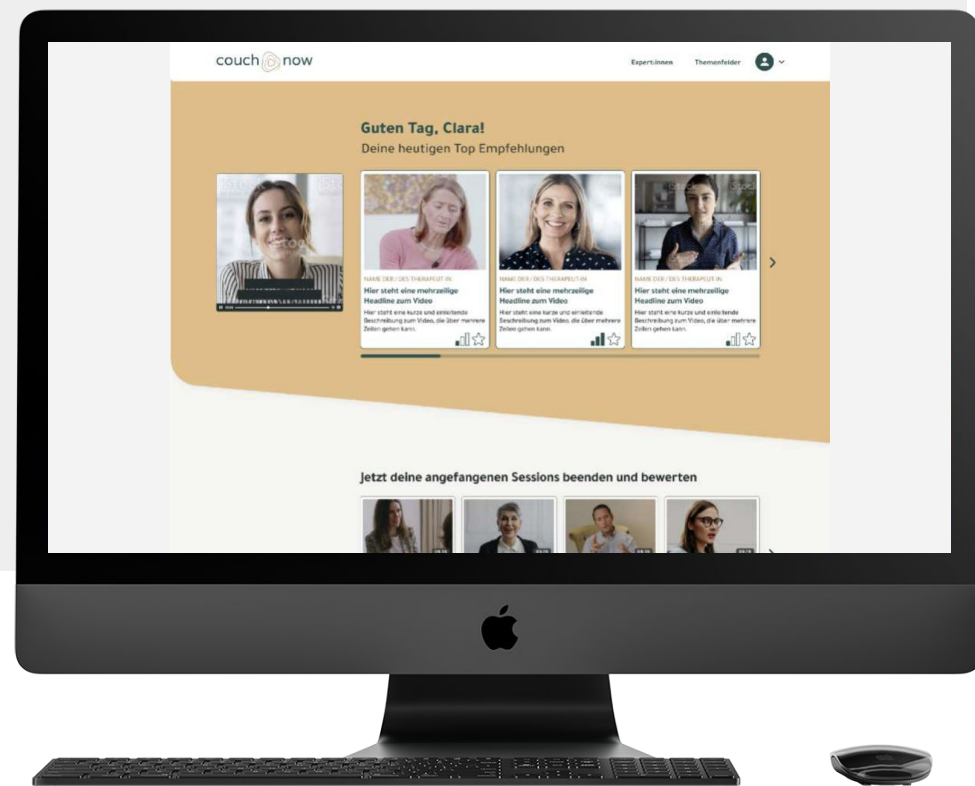 couch now
Expert:innen
Themenfelder
Guten Tag, Clara!
Deine heutigen Top Empfehlungen
NAME DER / DES THERAPEUT:IN
Hier steht eine mehrzeilige
Headline zum Video
Hier steht eine kurze und einleitende
Beschreibung zum Video, die über mehrere
Zeilen gehen kann.
NAME DER / DES THERAPEUT:IN
Hier steht eine mehrzeilige
Headline zum Video
Hier steht eine kurze und einleitende
Beschreibung zum Video, die über mehrere
Zeilen gehen kann.
NAME DER / DES THERAPEUT:IN
Hier steht eine mehrzeilige
Headline zum Video
Hier steht eine kurze und einleitende
Beschreibung zum Video, die über mehrere
Zeilen gehen kann.
Jetzt deine angefangenen Sessions beenden und bewerten